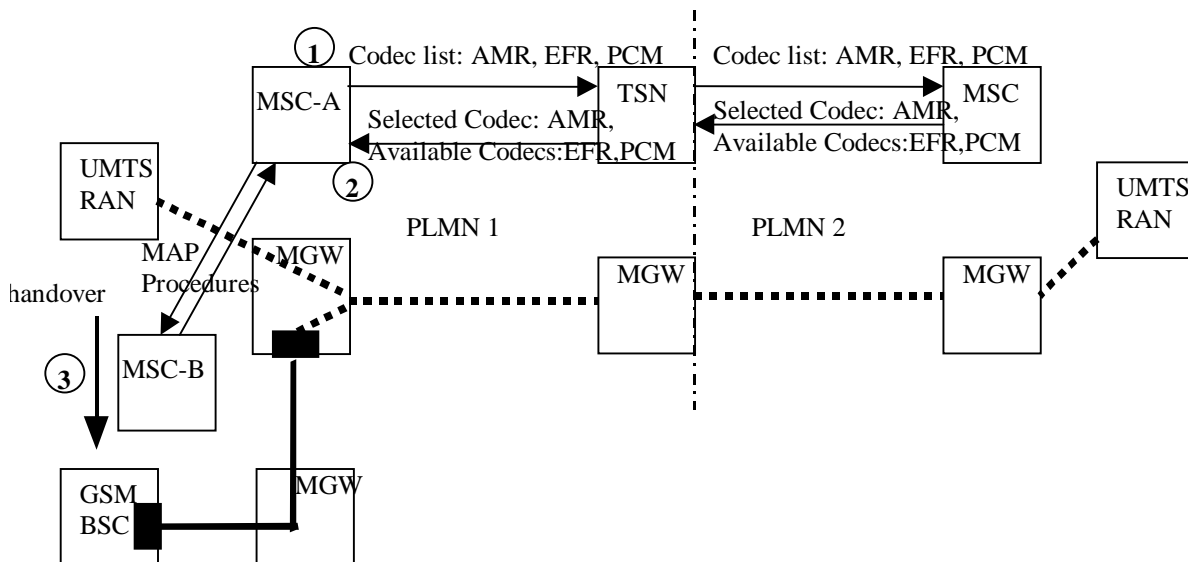 1
Codec list: AMR, EFR, PCM
Codec list: AMR, EFR, PCM
MSC-A
TSN
MSC
Selected Codec: AMR,
Available Codecs:EFR,PCM
Selected Codec: AMR,
Available Codecs:EFR,PCM
2
UMTS
RAN
UMTS
RAN
PLMN 1
PLMN 2
MAP
Procedures
MGW
MGW
MGW
handover
3
MSC-B
GSM
BSC
MGW